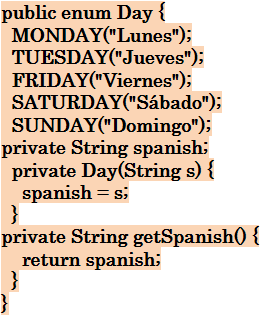 public enum Day {
MONDAY("Lunes");
TUESDAY("Jueves");
FRIDAY("Viernes");
SATURDAY("Sábado");
SUNDAY("Domingo");
private String spanish;
private Day(String s) {
spanish = s;
}
private String getSpanish() {
return spanish;
}
}